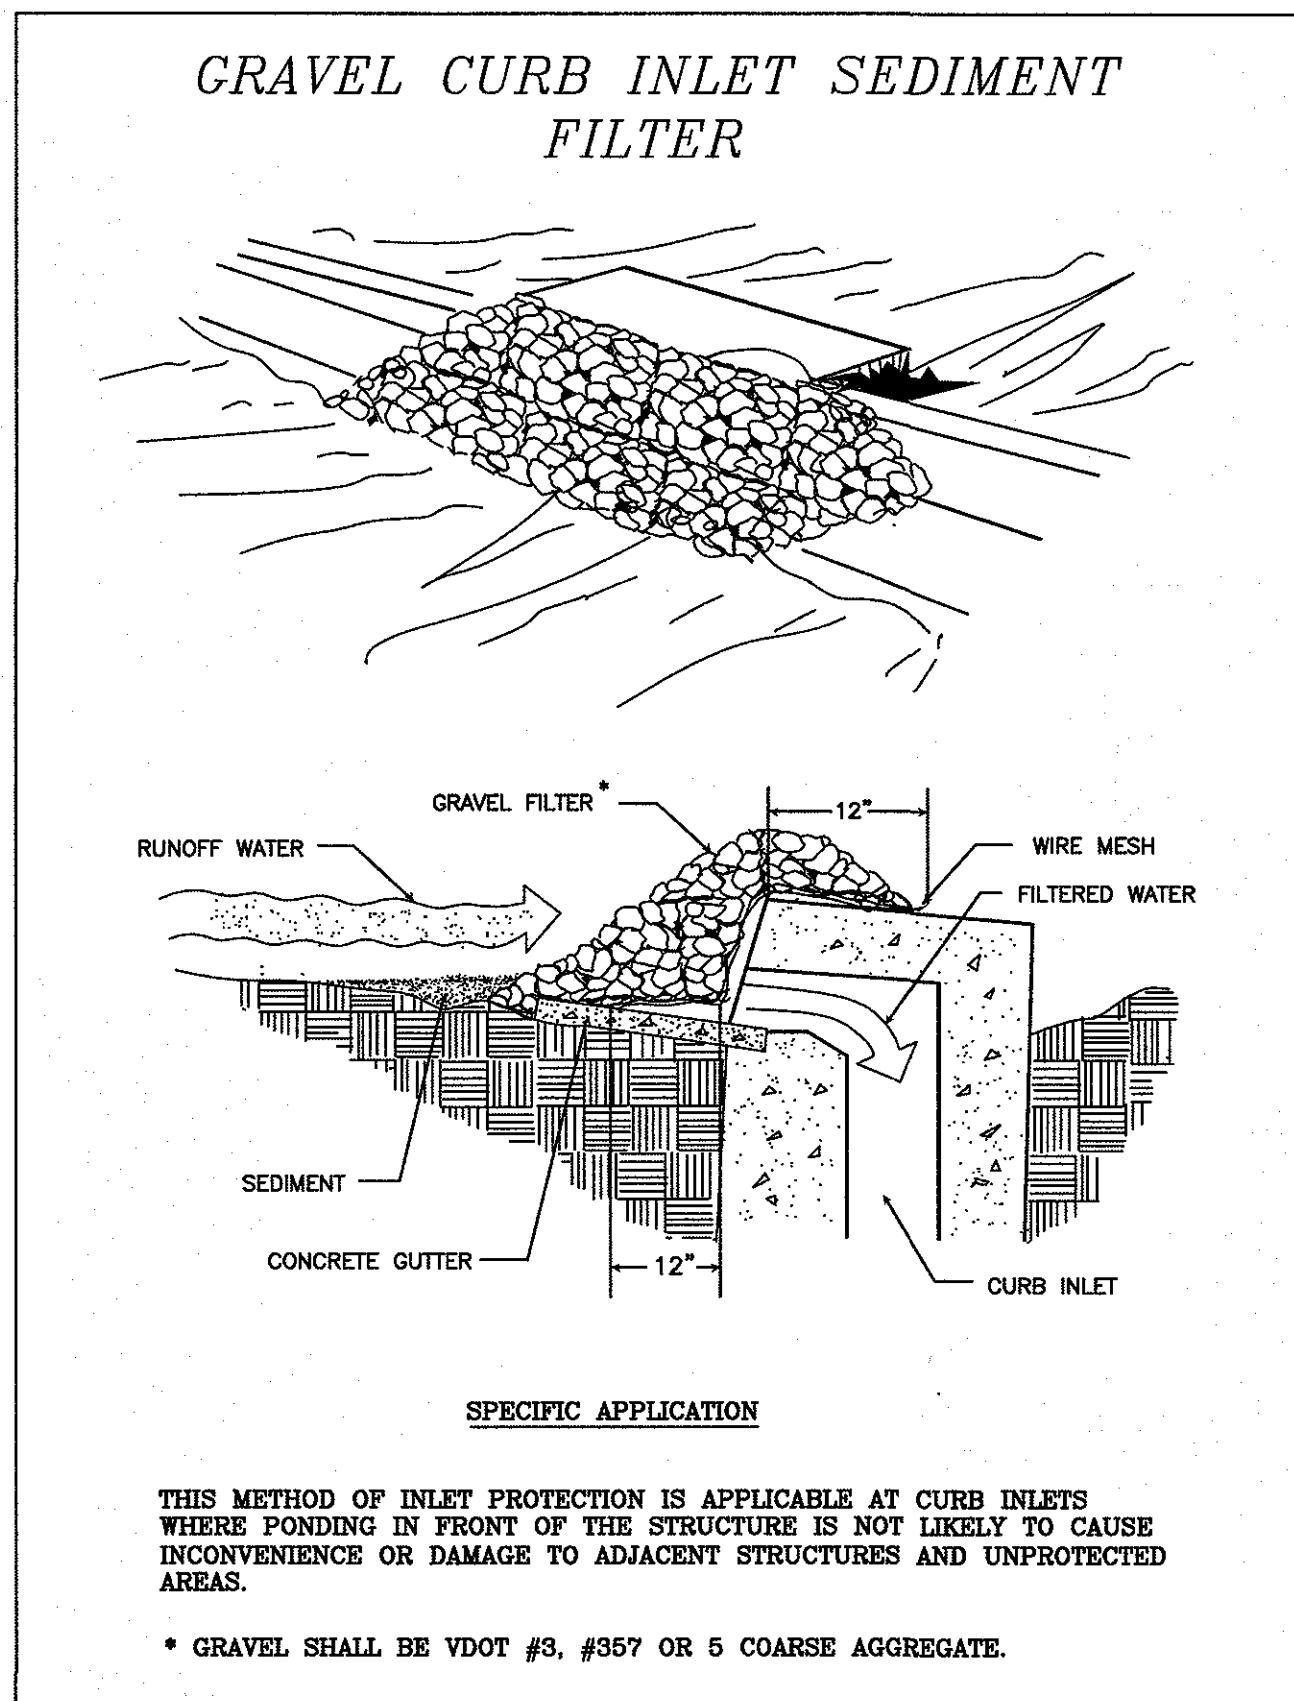 GRAVEL CURB INLET SEDIMENT
FILTER
GRAVEL FILTER*
12"
RUNOFF WATER
WIRE MESH
FILTERED WATER
SEDIMENT
CONCRETE GUTTER
12"
CURB INLET
SPECIFIC APPLICATION
THIS METHOD OF INLET PROTECTION IS APPLICABLE AT CURB INLETS
WHERE PONDING IN FRONT OF THE STRUCTURE IS NOT LIKELY TO CAUSE
INCONVENIENCE OR DAMAGE TO ADJACENT STRUCTURES AND UNPROTECTED
AREAS.
* GRAVEL SHALL BE VDOT #3, #357 OR 5 COARSE AGGREGATE.